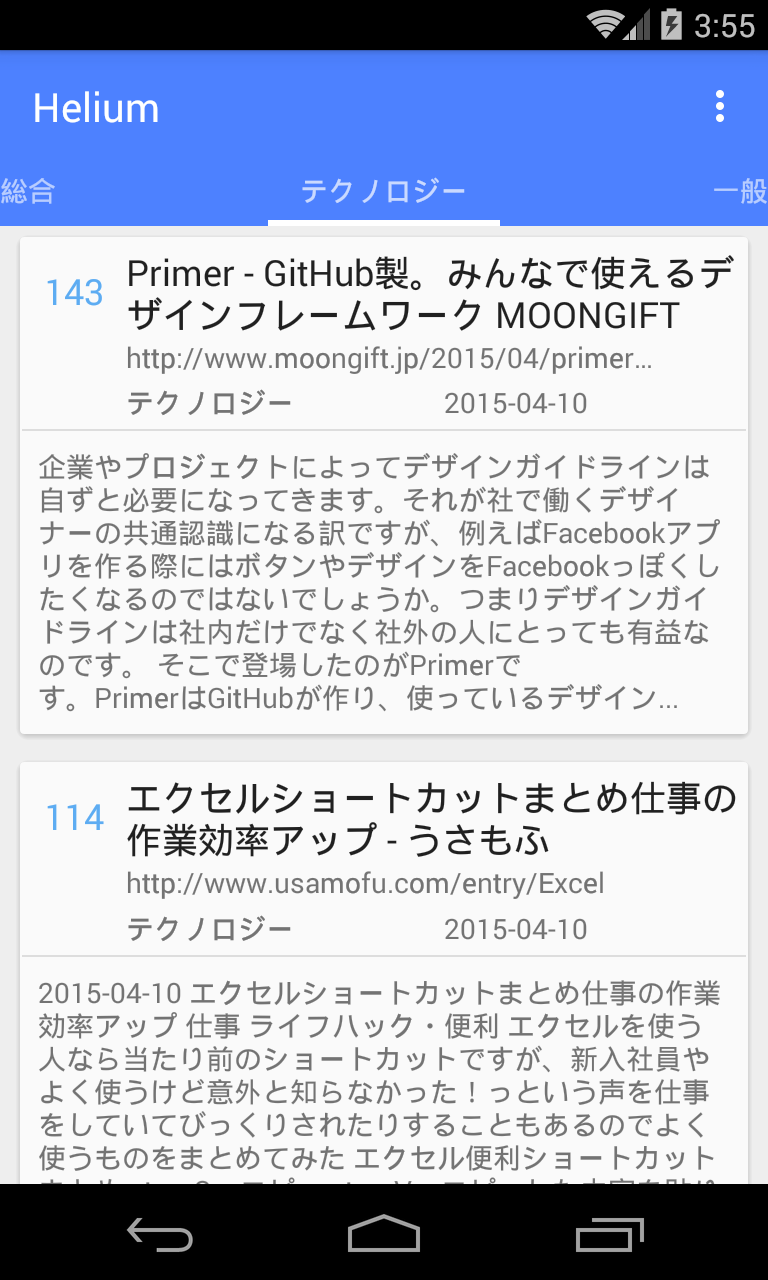 3:55
Helium
総合 テクノロジー 一般
143
Primer - GitHub製。みんなで使えるデ
ザインフレームワーク MOONGIFT
http://www.moongift.jp/2015/04/primer...
テクノロジー 2015-04-10
企業やプロジェクトによってデザインガイドラインは
自ずと必要になってきます。それが社で働くデザイ
ナーの共通認識になる訳ですが、例えばFacebookアプ
リを作る際にはボタンやデザインをFacebookっぽくし
たくなるのではないでしょうか。つまりデザインガイ
ドラインは社内だけでなく社外の人にとっても有益な
のです。 そこで登場したのがPrimerで
す。PrimerはGitHubが作り、使っているデザイン...
114
エクセルショートカットまとめ仕事の
作業効率アップ - うさもふ
http://www.usamofu.com/entry/Excel
テクノロジー 2015-04-10
2015-04-10 エクセルショートカットまとめ仕事の作業
効率アップ 仕事 ライフハック・便利 エクセルを使う
人なら当たり前のショートカットですが、新入社員や
よく使うけど意外と知らなかった！っという声を仕事
をしていてびっくりされたりすることもあるのでよく
使うものをまとめてみた エクセル便利ショートカット